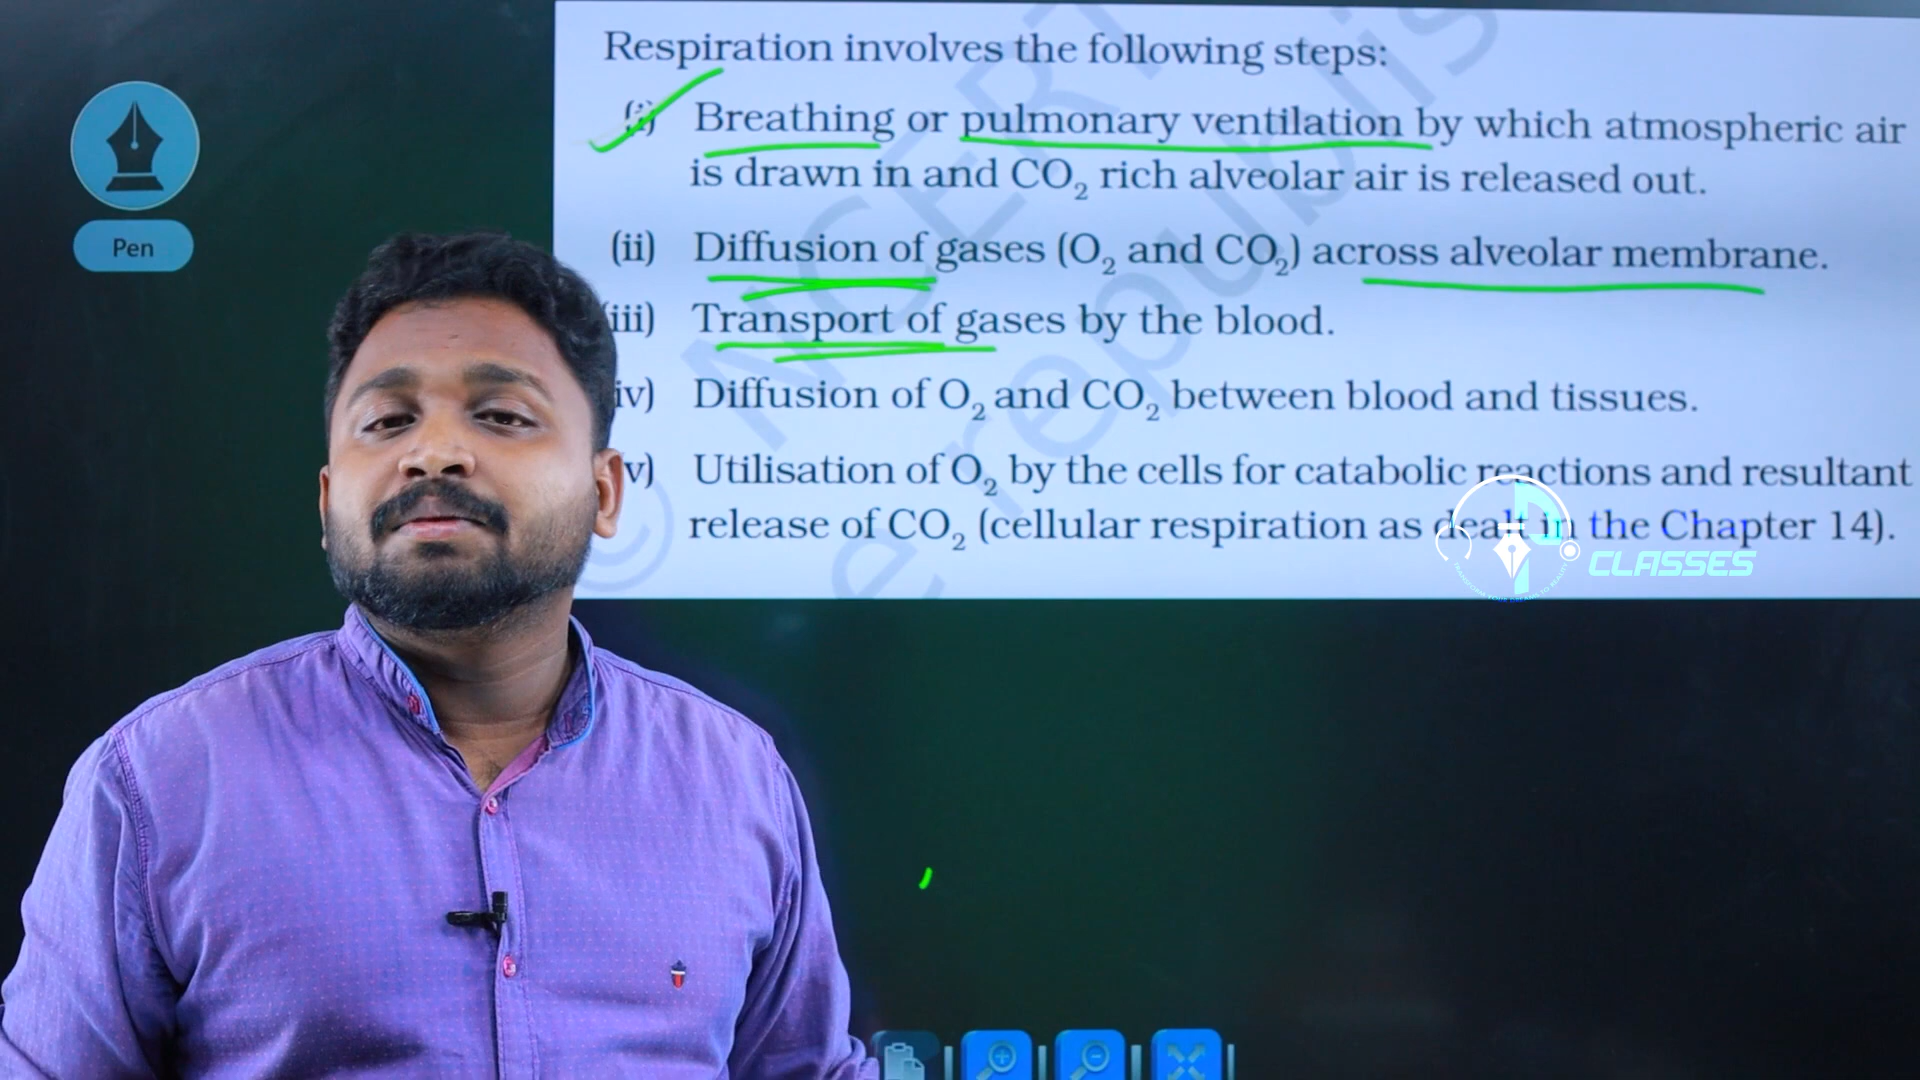 Respiration involves the following steps:
(i) Breathing or pulmonary ventilation by which atmospheric air
is drawn in and CO₂ rich alveolar air is released out.
(ii) Diffusion of gases (O₂ and CO₂) across alveolar membrane.
(iii) Transport of gases by the blood.
iv) Diffusion of O₂ and CO₂ between blood and tissues.
v) Utilisation of O₂ by the cells for catabolic reactions and resultant
release of CO₂ (cellular respiration as dealt in the Chapter 14).
Pen
CLASSES
© NCERT
republis